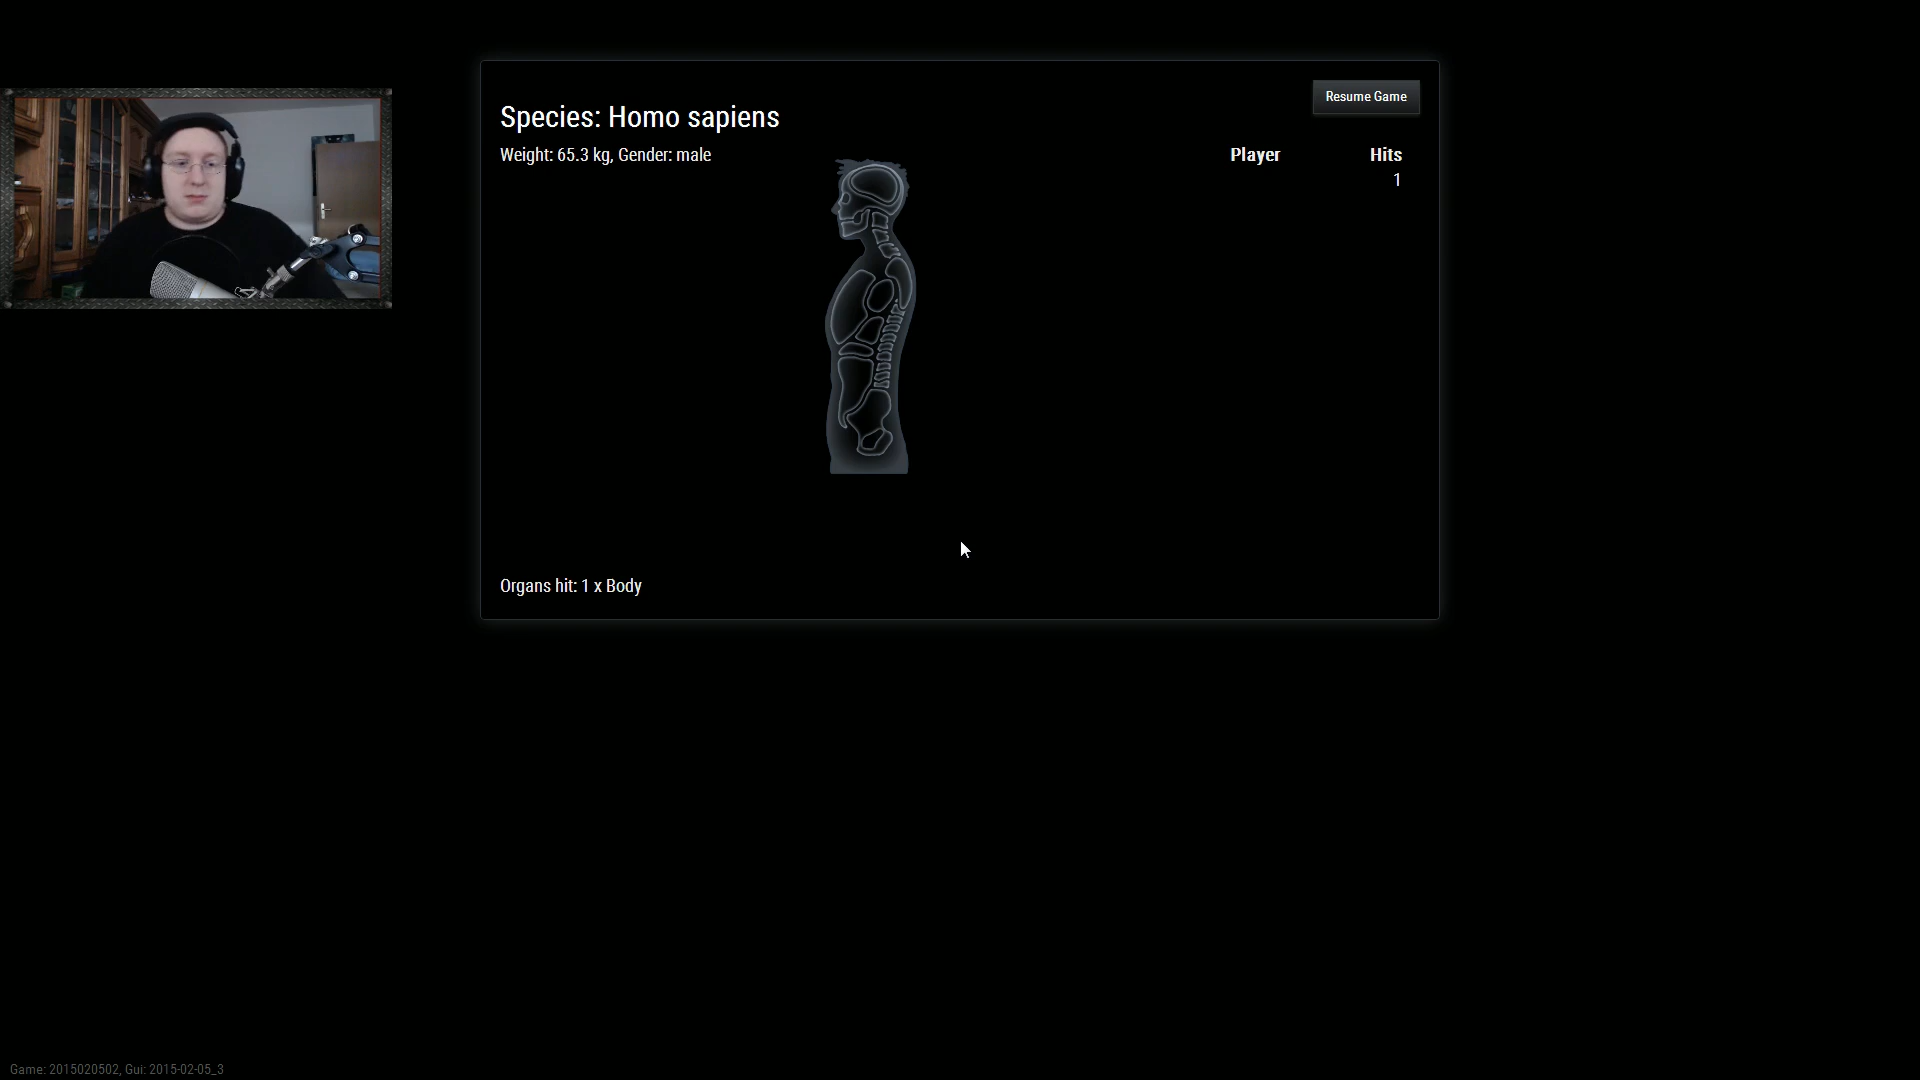 Resume Game
Species: Homo sapiens
Weight: 65.3 kg, Gender: male
Player Hits
1
Organs hit: 1 x Body
Game: 2015020502, Gui: 2015-02-05_3